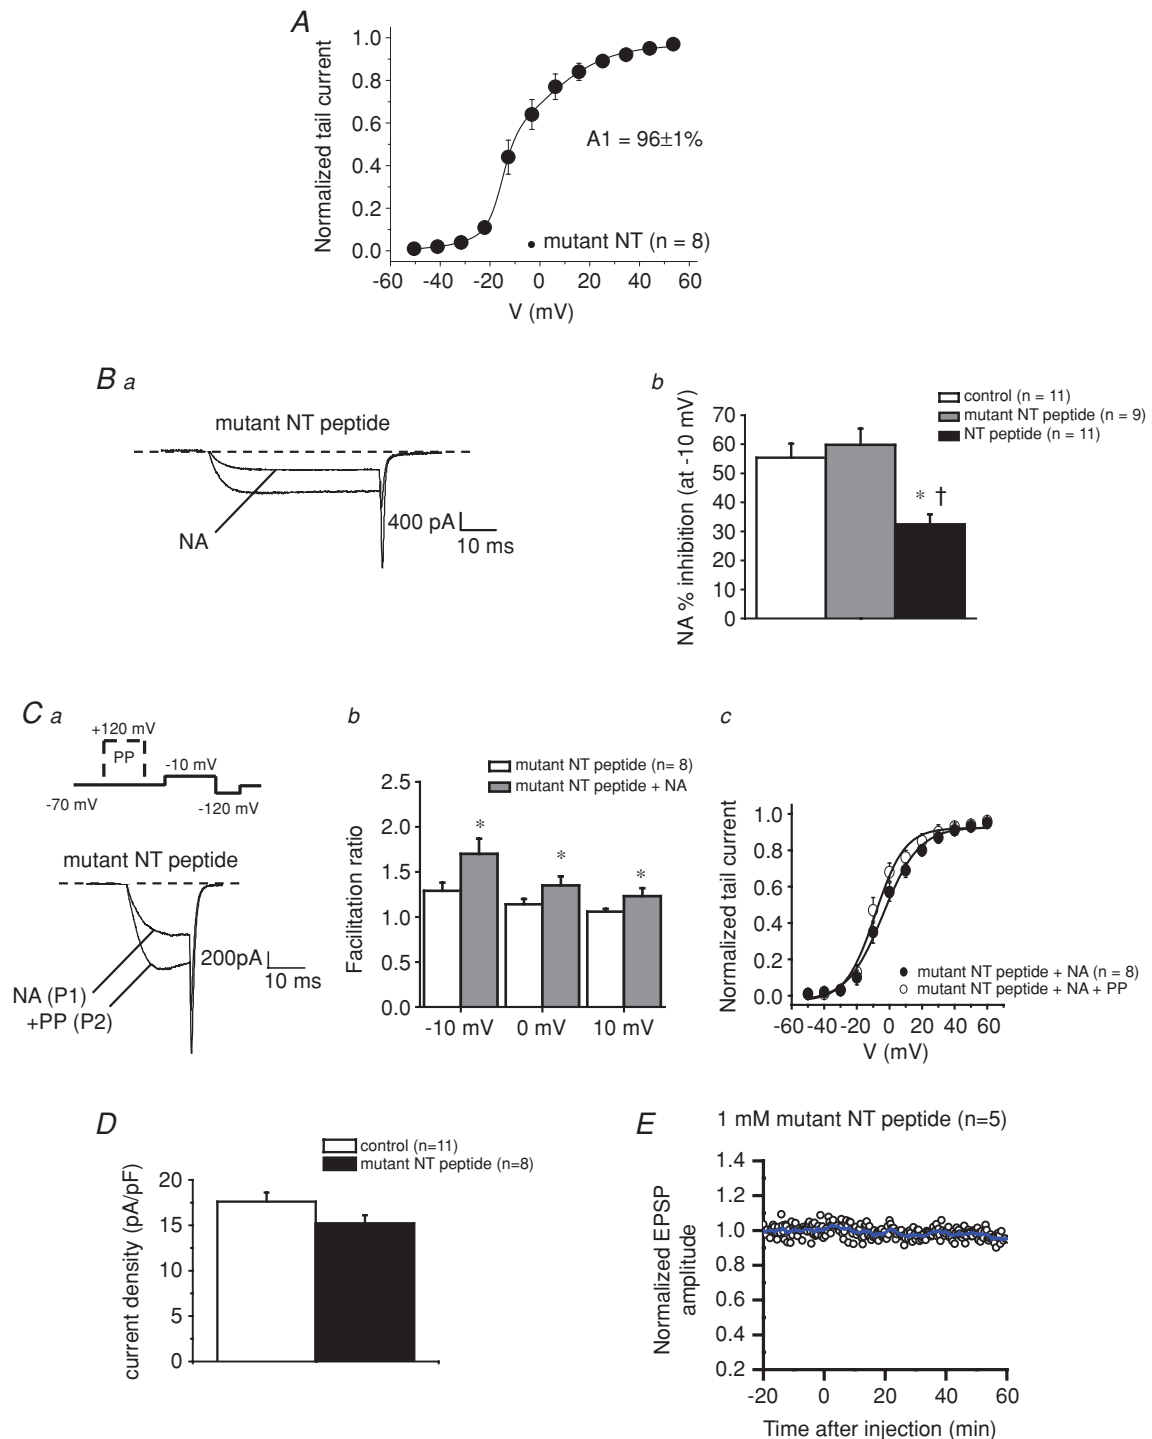 A
Normalized tail current
1.0
0.8
0.6
0.4
0.2
0.0
A1 = 96±1%
mutant NT (n = 8)
-60 -40 -20 0 20 40 60
V (mV)
B a
mutant NT peptide
NA
400 pA
10 ms
b
NA % inhibition (at -10 mV)
control (n = 11)
mutant NT peptide (n = 9)
NT peptide (n = 11)
70
60
50
40
30
20
10
0
* †
C a
+120 mV
PP
-10 mV
-70 mV
-120 mV
mutant NT peptide
200pA
10 ms
NA (P1)
+PP (P2)
b
mutant NT peptide (n= 8)
mutant NT peptide + NA
Facilitation ratio
2.5
2.0
1.5
1.0
0.5
0.0
* * *
-10 mV 0 mV 10 mV
c
Normalized tail current
1.0
0.8
0.6
0.4
0.2
0.0
mutant NT peptide + NA (n = 8)
mutant NT peptide + NA + PP
-60 -40 -20 0 20 40 60
V (mV)
D
control (n=11)
mutant NT peptide (n=8)
current density (pA/pF)
20
15
10
5
0
E
1 mM mutant NT peptide (n=5)
Normalized EPSP
amplitude
1.4
1.2
1.0
0.8
0.6
0.4
0.2
-20 0 20 40 60
Time after injection (min)